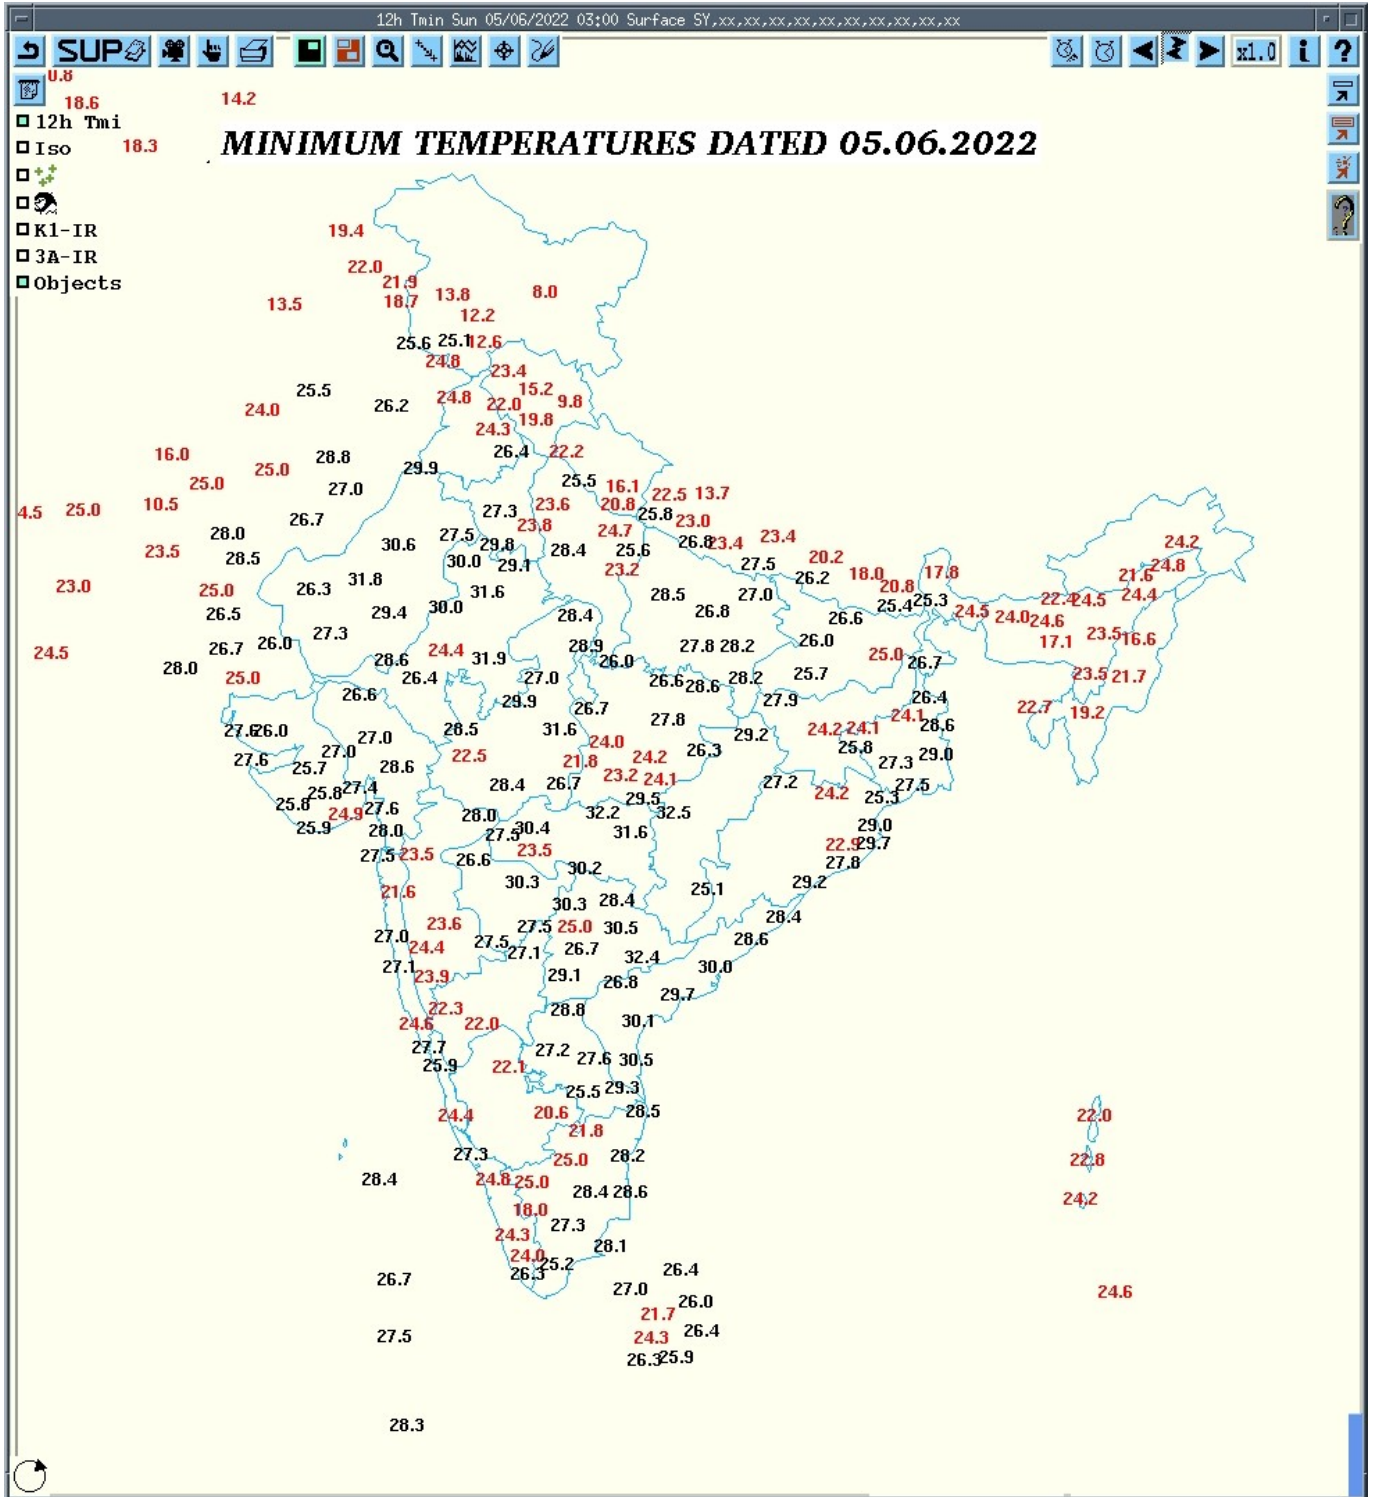 12h Tmin Sun 05/06/2022 03:00 Surface SY,xx,xx,xx,xx,xx,xx,xx,xx,xx,xx
SUP x1.0 i ?
0.8
18.6 14.2
12h Tmi
Iso 18.3
MINIMUM TEMPERATURES DATED 05.06.2022
K1-IR 19.4
3A-IR 22.0
Objects 21.9
13.5 18.7 13.8 8.0
12.2
25.6 25.1 12.6
24.8
23.4
25.5 15.2
24.0 26.2 24.8 22.0 9.8
19.8
24.3
16.0 28.8 26.4 22.2
25.0 29.9
25.0 27.0 25.5 16.1
22.5 13.7
4.5 25.0 10.5 27.3 23.6 20.8
26.7 25.8 23.0
28.0 27.5 23.8 24.7
23.5 28.5 30.6 29.8 28.4 25.6 26.8 23.4 23.4 24.2
30.0 29.1 23.2 27.5 20.2 24.8
23.0 25.0 26.3 31.8 31.6 26.2 18.0 17.8 21.6
28.5 27.0 20.8 24.4
26.5 29.4 30.0 28.4 26.8 25.4 25.3 22.4 24.5
26.6 24.5 24.0 24.6
24.5 26.7 26.0 27.3 28.9 27.8 28.2 26.0 17.1 23.5 16.6
28.0 28.6 24.4 31.9 26.0 25.0 26.7
25.0 26.4 27.0 26.6 28.6 28.2 25.7 23.5 21.7
26.6 29.9 26.7 27.9 26.4 22.7 19.2
27.6 26.0 27.0 28.5 31.6 27.8 29.2 24.2 24.1 24.1 28.6
27.6 25.7 27.0 28.6 22.5 21.8 24.0 24.2 26.3 25.8 27.3 29.0
28.4 26.7 23.2 24.1 27.2 27.5
25.8 25.8 27.4 29.5 24.2 25.3
24.9 27.6 28.0 32.2 32.5
25.9 28.0 27.5 30.4 31.6 29.0
27.5 23.5 26.6 23.5 22.9 29.7
30.2 27.8
21.6 30.3 25.1 29.2
30.3 28.4
23.6 27.5 25.0 30.5 28.4
27.0 24.4 27.5 27.1 26.7 32.4 28.6
27.1 23.9 29.1 26.8 30.0
29.7
22.3 28.8
24.6 22.0 30.1
27.7 27.2 27.6 30.5
25.9 22.1
25.5 29.3
24.4 20.6 28.5 22.0
21.8
27.3 25.0 28.2 22.8
28.4 24.8 25.0 28.4 28.6 24.2
18.0
24.3 27.3
28.1
24.0 25.2
26.7 26.3 26.4
27.0 26.0 24.6
21.7
27.5 24.3 26.4
26.3 25.9
28.3